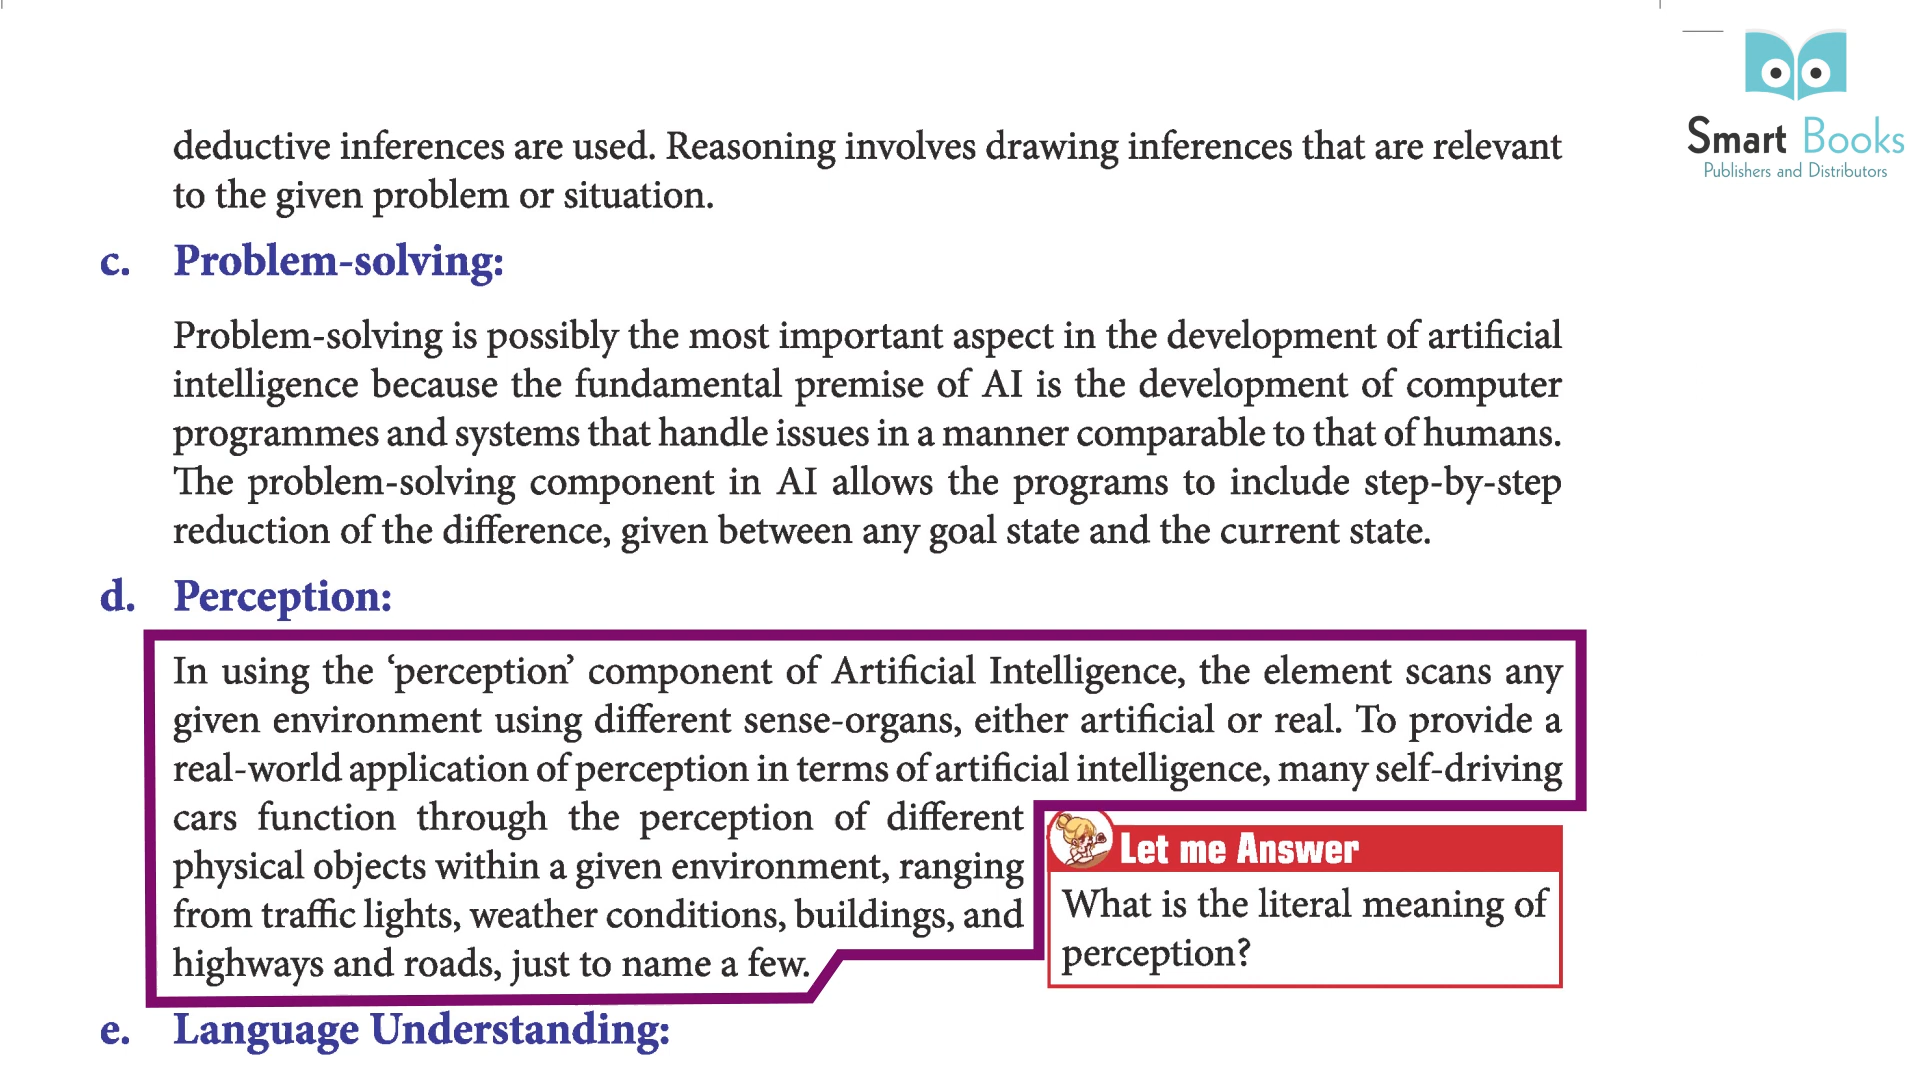 Smart Books
Publishers and Distributors
deductive inferences are used. Reasoning involves drawing inferences that are relevant
to the given problem or situation.
c. Problem-solving:
Problem-solving is possibly the most important aspect in the development of artificial
intelligence because the fundamental premise of AI is the development of computer
programmes and systems that handle issues in a manner comparable to that of humans.
The problem-solving component in AI allows the programs to include step-by-step
reduction of the difference, given between any goal state and the current state.
d. Perception:
In using the ‘perception’ component of Artificial Intelligence, the element scans any
given environment using different sense-organs, either artificial or real. To provide a
real-world application of perception in terms of artificial intelligence, many self-driving
cars function through the perception of different
physical objects within a given environment, ranging
from traffic lights, weather conditions, buildings, and
highways and roads, just to name a few.
Let me Answer
What is the literal meaning of
perception?
e. Language Understanding: